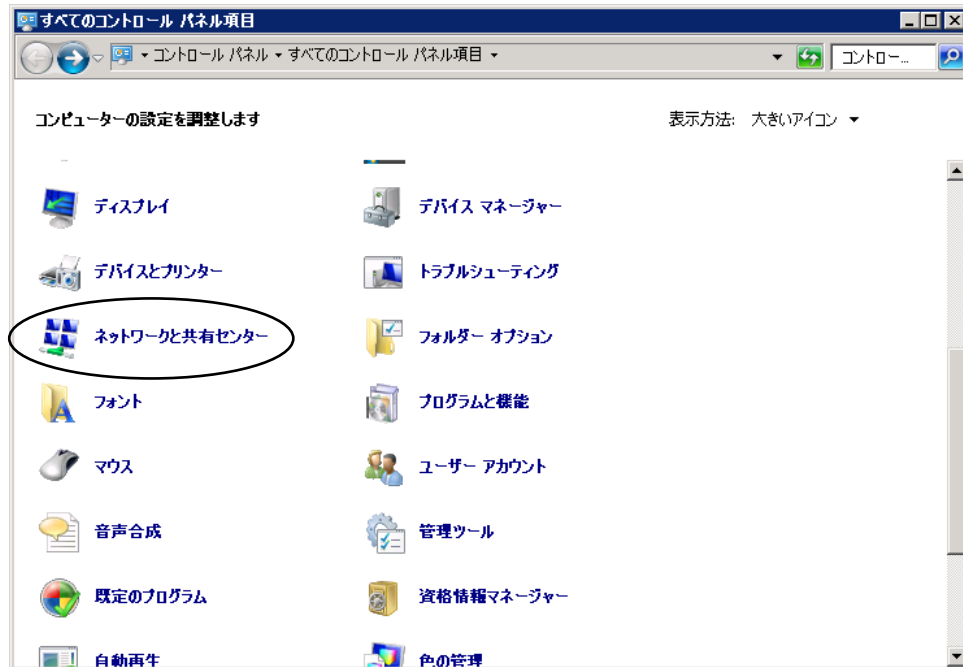 すべてのコントロール パネル項目
コントロール パネル すべてのコントロール パネル項目
コントロー...
コンピューターの設定を調整します
表示方法: 大きいアイコン
ディスプレイ
デバイス マネージャー
デバイスとプリンター
トラブルシューティング
ネットワークと共有センター
フォルダー オプション
フォント
プログラムと機能
マウス
ユーザー アカウント
音声合成
管理ツール
既定のプログラム
資格情報マネージャー
自動再生
色の管理